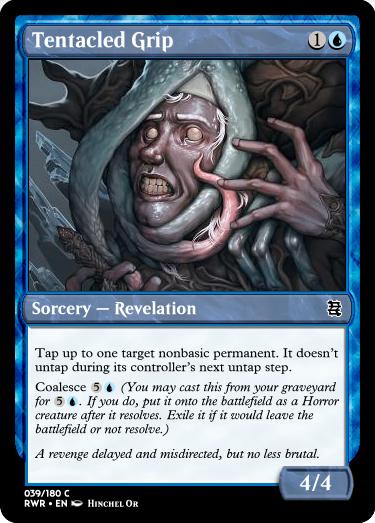 Tentacled Grip 1
Sorcery — Revelation
Tap up to one target nonbasic permanent. It doesn't
untap during its controller's next untap step.
Coalesce 5 (You may cast this from your graveyard
for 5 . If you do, put it onto the battlefield as a Horror
creature after it resolves. Exile it if it would leave the
battlefield or not resolve.)
A revenge delayed and misdirected, but no less brutal.
4/4
039/180 C
RWR • EN Hinchel Or